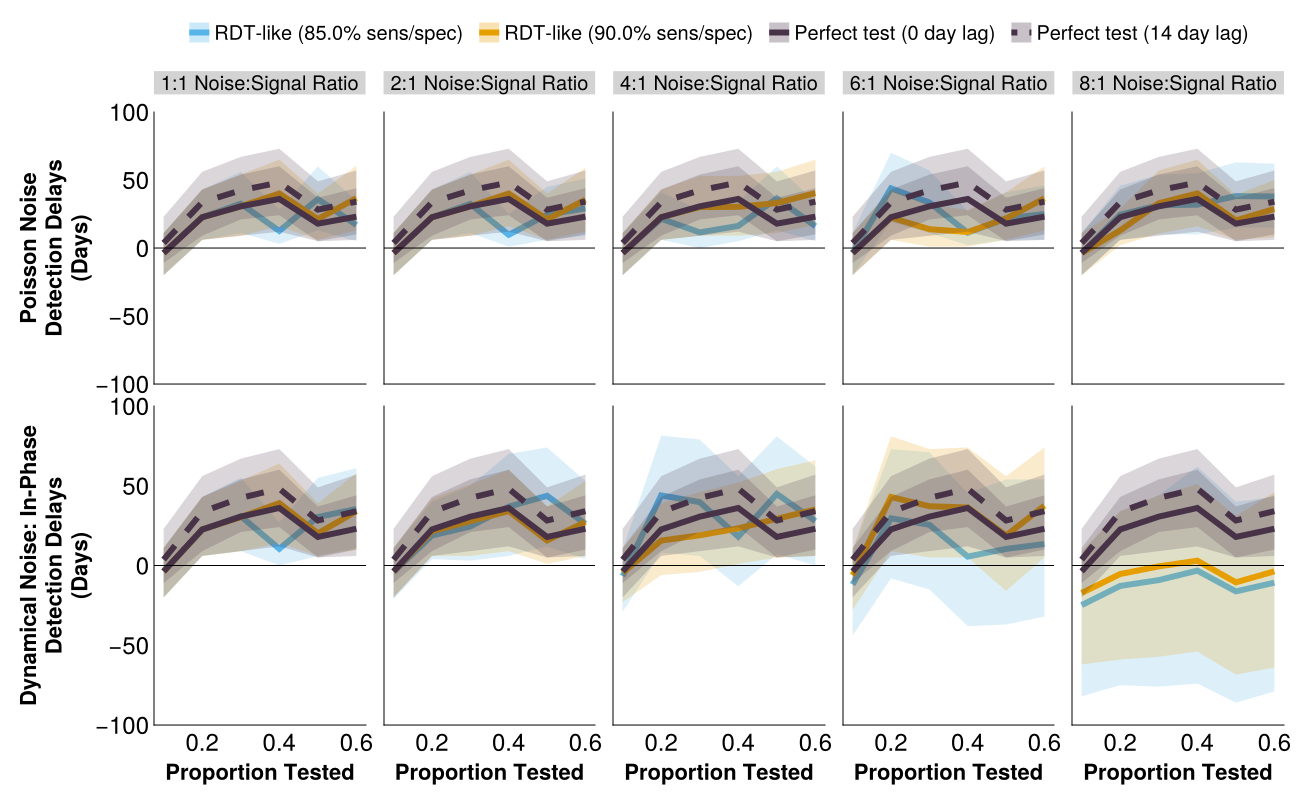 RDT-like (85.0% sens/spec) RDT-like (90.0% sens/spec) Perfect test (0 day lag) Perfect test (14 day lag)
1:1 Noise:Signal Ratio 2:1 Noise:Signal Ratio 4:1 Noise:Signal Ratio 6:1 Noise:Signal Ratio 8:1 Noise:Signal Ratio
Poisson Noise
Detection Delays
(Days)
100
50
0
−50
−100
Dynamical Noise: In-Phase
Detection Delays
(Days)
100
50
0
−50
−100
0.2 0.4 0.6 0.2 0.4 0.6 0.2 0.4 0.6 0.2 0.4 0.6 0.2 0.4 0.6
Proportion Tested Proportion Tested Proportion Tested Proportion Tested Proportion Tested